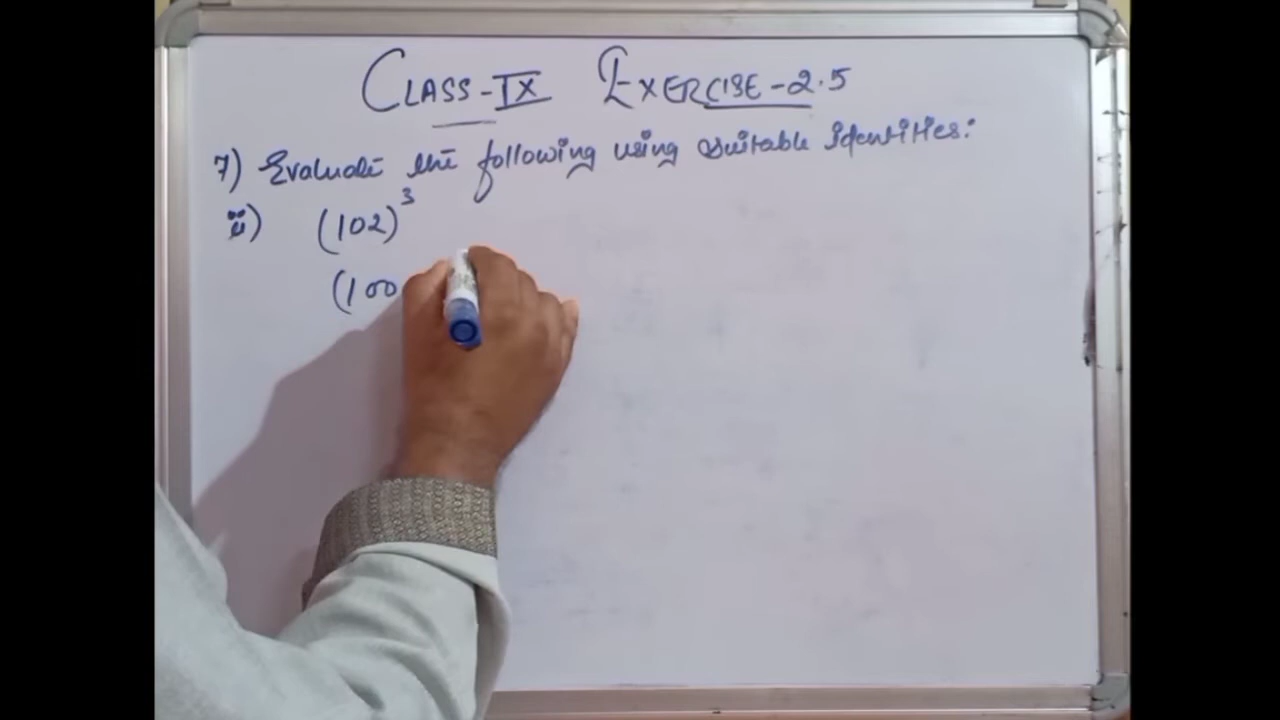 CLASS-IX EXERCISE-2.5
7) Evaluate the following using suitable identities:
ii) (102)³
(100